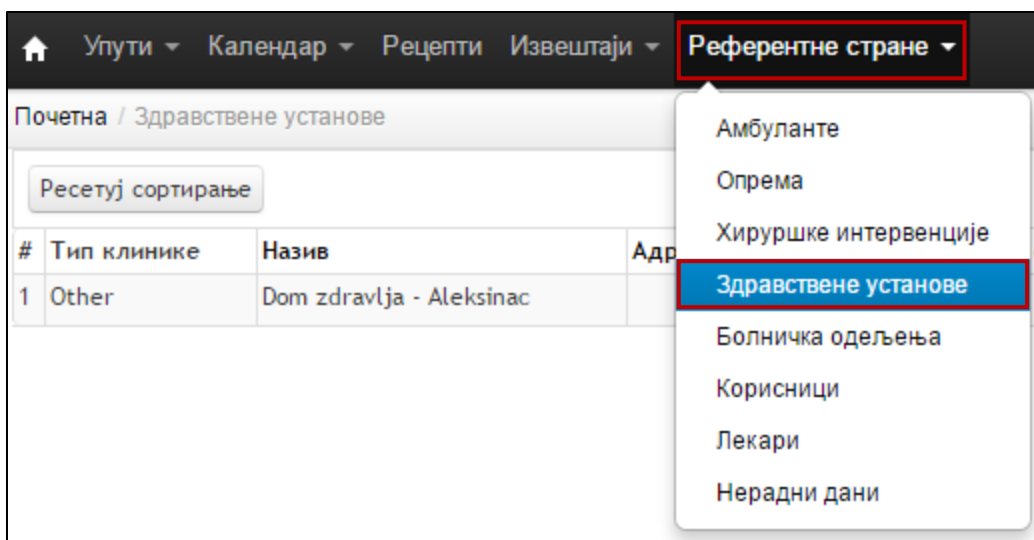 Упути Календар Рецепти Извештаји Референтне стране
Почетна / Здравствене установе
Ресетуј сортирање
# Тип клинике Назив Адр
1 Other Dom zdravlja - Aleksinac
Амбуланте
Опрема
Хируршке интервенције
Здравствене установе
Болничка одељења
Корисници
Лекари
Нерадни дани